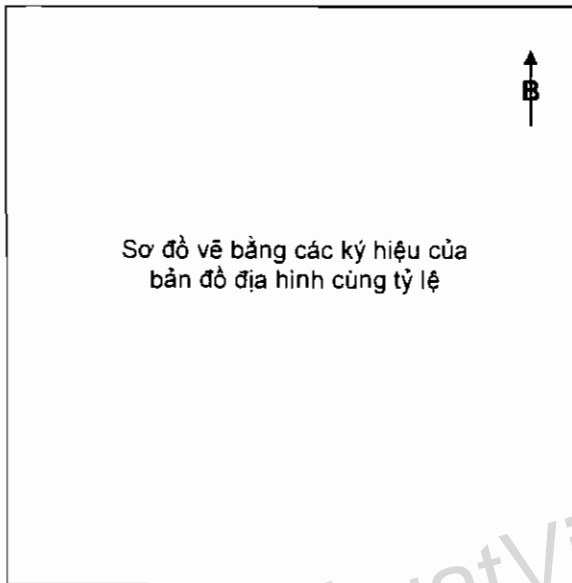 B
Sơ đồ vẽ bằng các ký hiệu của
bản đồ địa hình cùng tỷ lệ